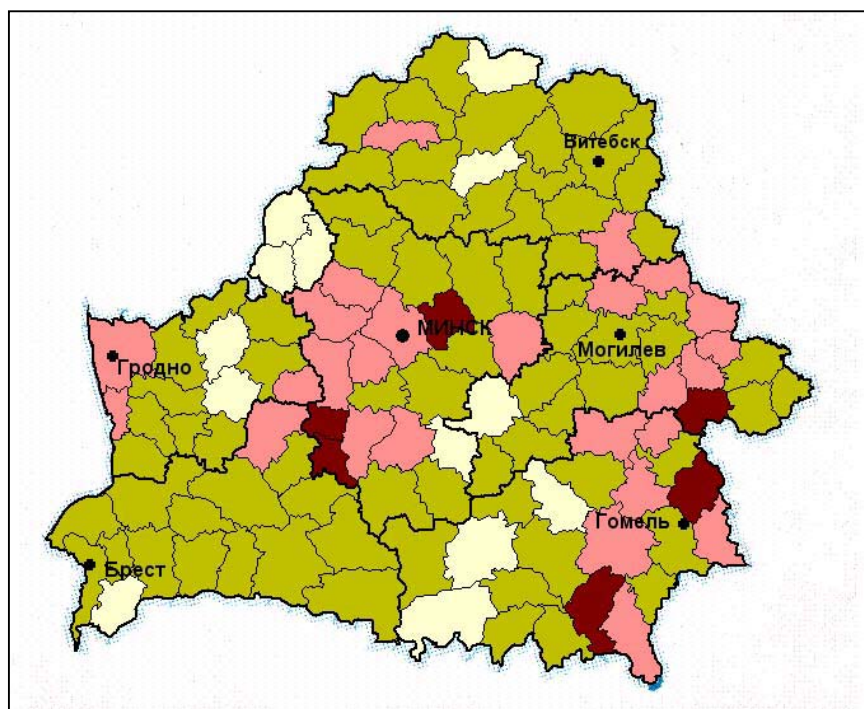 Витебск
МИНСК
Могилев
Гродно
Гомель
Брест